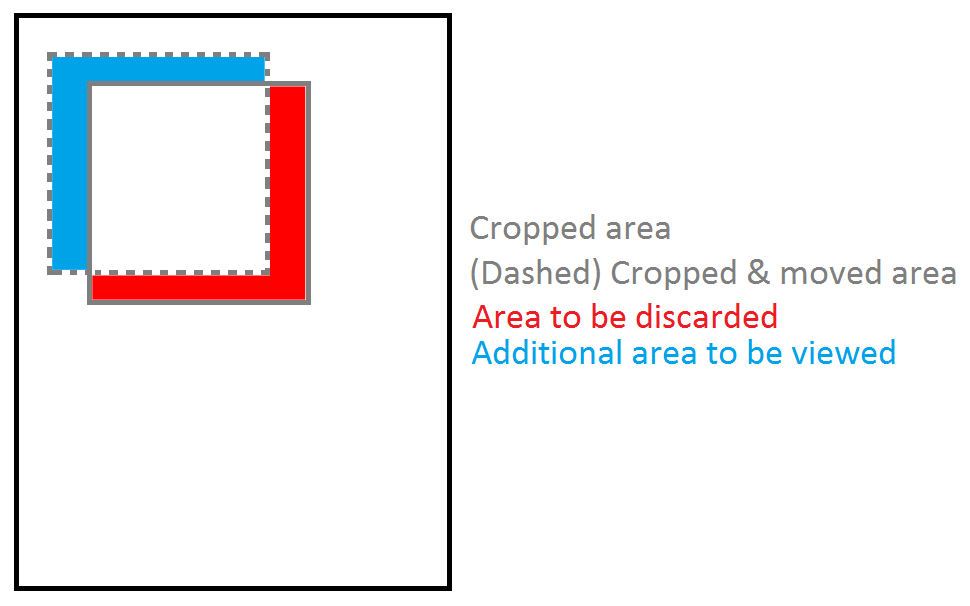 Cropped area
(Dashed) Cropped & moved area
Area to be discarded
Additional area to be viewed